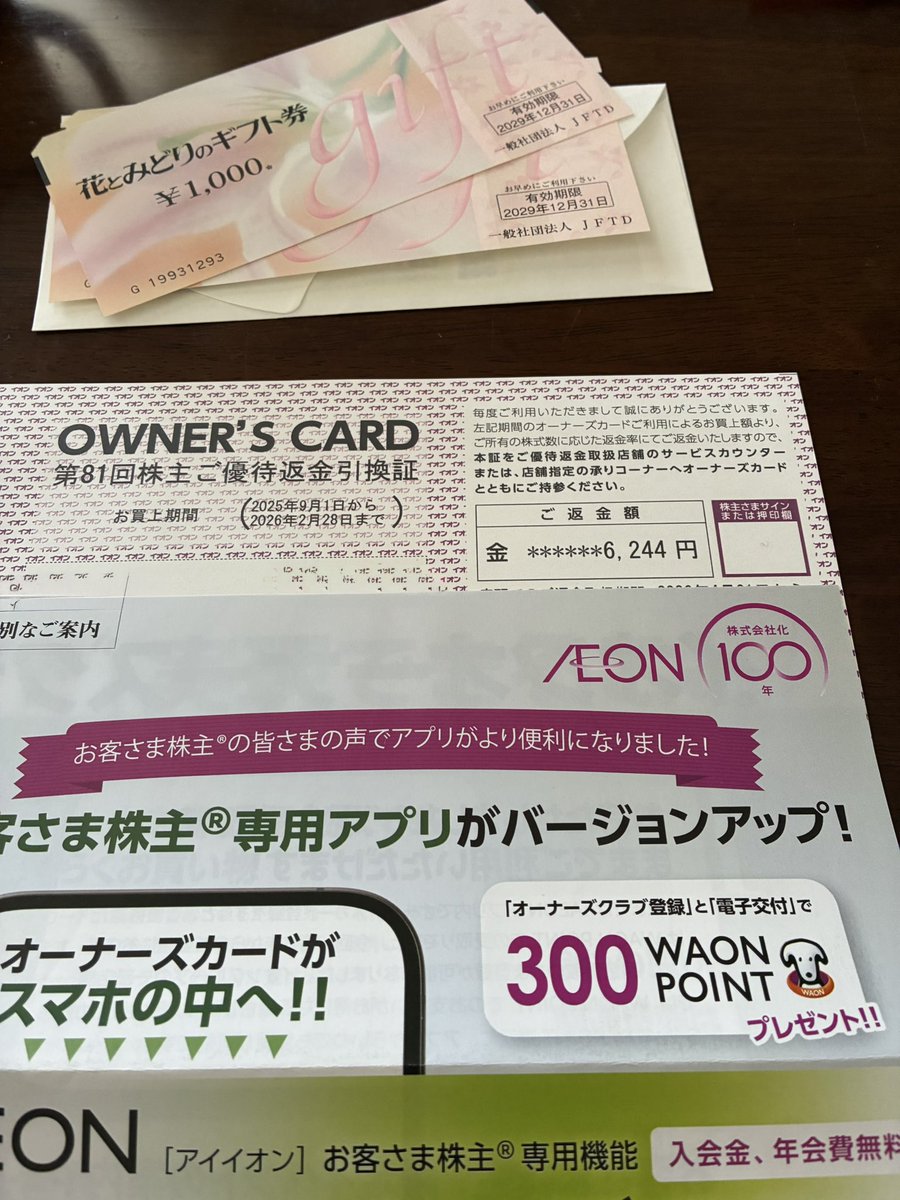 花とみどりのギフト券
¥1,000.
gift
お早めにご利用下さい
有効期限
2029年12月31日
一般社団法人 JFTD
お早めにご利用下さい
有効期限
2029年12月31日
一般社団法人 JFTD
G 19931293
OWNER'S CARD
第81回株主ご優待返金引換証
お買上期間
(2025年9月1日から
2026年2月28日まで)
毎度ご利用いただきまして誠にありがとうございます。
左記期間のオーナーズカードご利用によるお買上額より、
ご所有の株式数に応じた返金率にてご返金いたしますので、
本証をご優待返金取扱店舗のサービスカウンター
または、店舗指定の承りコーナーへオーナーズカード
とともにご持参ください。
ご返金額
金 ******6,244円
株主さまサイン
または押印欄
別なご案内
ÆON
株式会社化
100
年
お客さま株主®の皆さまの声でアプリがより便利になりました!
客さま株主®専用アプリがバージョンアップ!
オーナーズカードが
スマホの中へ!!
「オーナーズクラブ登録」と「電子交付」で
300 WAON
POINT
WAON
プレゼント!!
ÆON [アイイオン] お客さま株主®専用機能
入会金、年会費無料